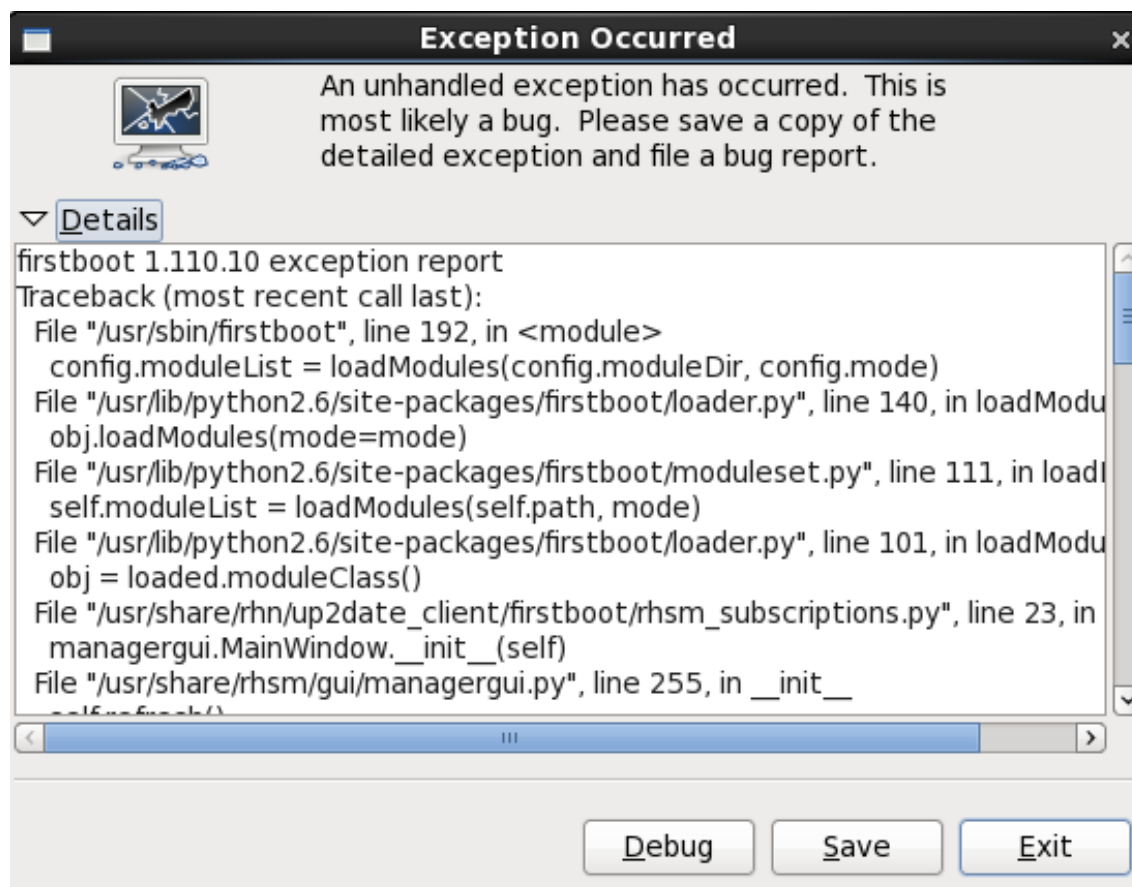 Exception Occurred
An unhandled exception has occurred.  This is
most likely a bug.  Please save a copy of the
detailed exception and file a bug report.
Details
firstboot 1.110.10 exception report
Traceback (most recent call last):
  File "/usr/sbin/firstboot", line 192, in <module>
    config.moduleList = loadModules(config.moduleDir, config.mode)
  File "/usr/lib/python2.6/site-packages/firstboot/loader.py", line 140, in loadModu
    obj.loadModules(mode=mode)
  File "/usr/lib/python2.6/site-packages/firstboot/moduleset.py", line 111, in load
    self.moduleList = loadModules(self.path, mode)
  File "/usr/lib/python2.6/site-packages/firstboot/loader.py", line 101, in loadModu
    obj = loaded.moduleClass()
  File "/usr/share/rhn/up2date_client/firstboot/rhsm_subscriptions.py", line 23, in
    managergui.MainWindow.__init__(self)
  File "/usr/share/rhsm/gui/managergui.py", line 255, in __init__
    self.refresh()
Debug Save Exit